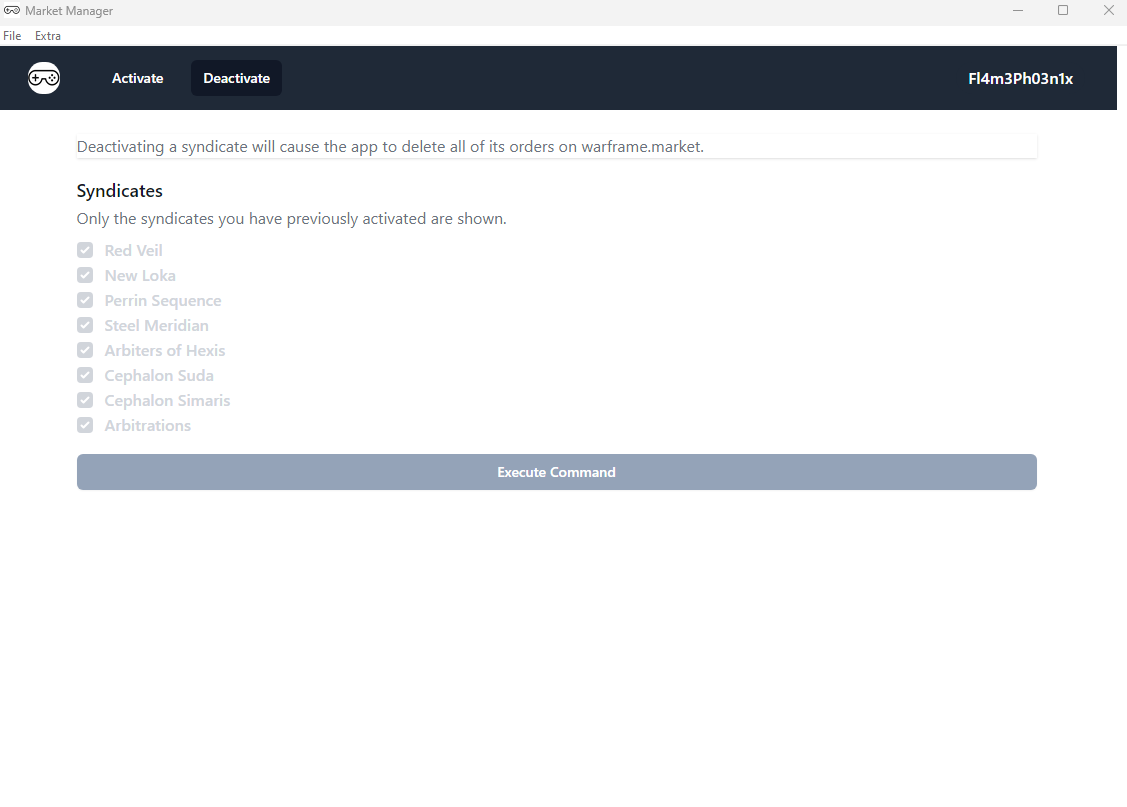 Market Manager
File Extra
Activate Deactivate Fl4m3Ph03n1x
Deactivating a syndicate will cause the app to delete all of its orders on warframe.market.
Syndicates
Only the syndicates you have previously activated are shown.
Red Veil
New Loka
Perrin Sequence
Steel Meridian
Arbiters of Hexis
Cephalon Suda
Cephalon Simaris
Arbitrations
Execute Command